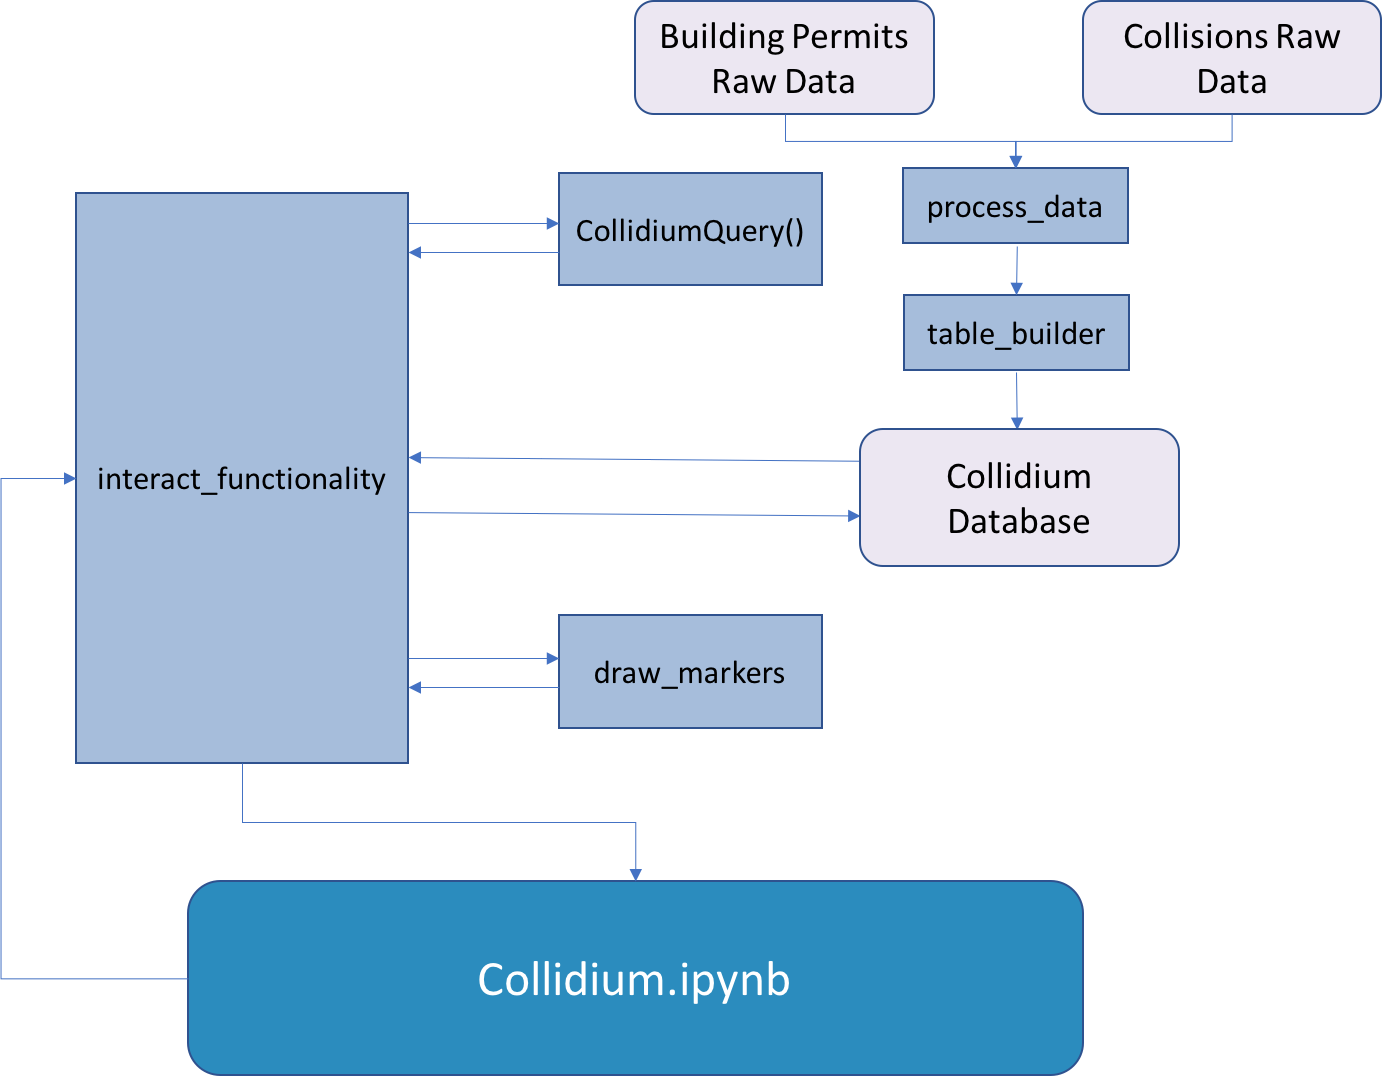 Building Permits
Raw Data
Collisions Raw
Data
process_data
CollidiumQuery()
table_builder
interact_functionality
Collidium
Database
draw_markers
Collidium.ipynb